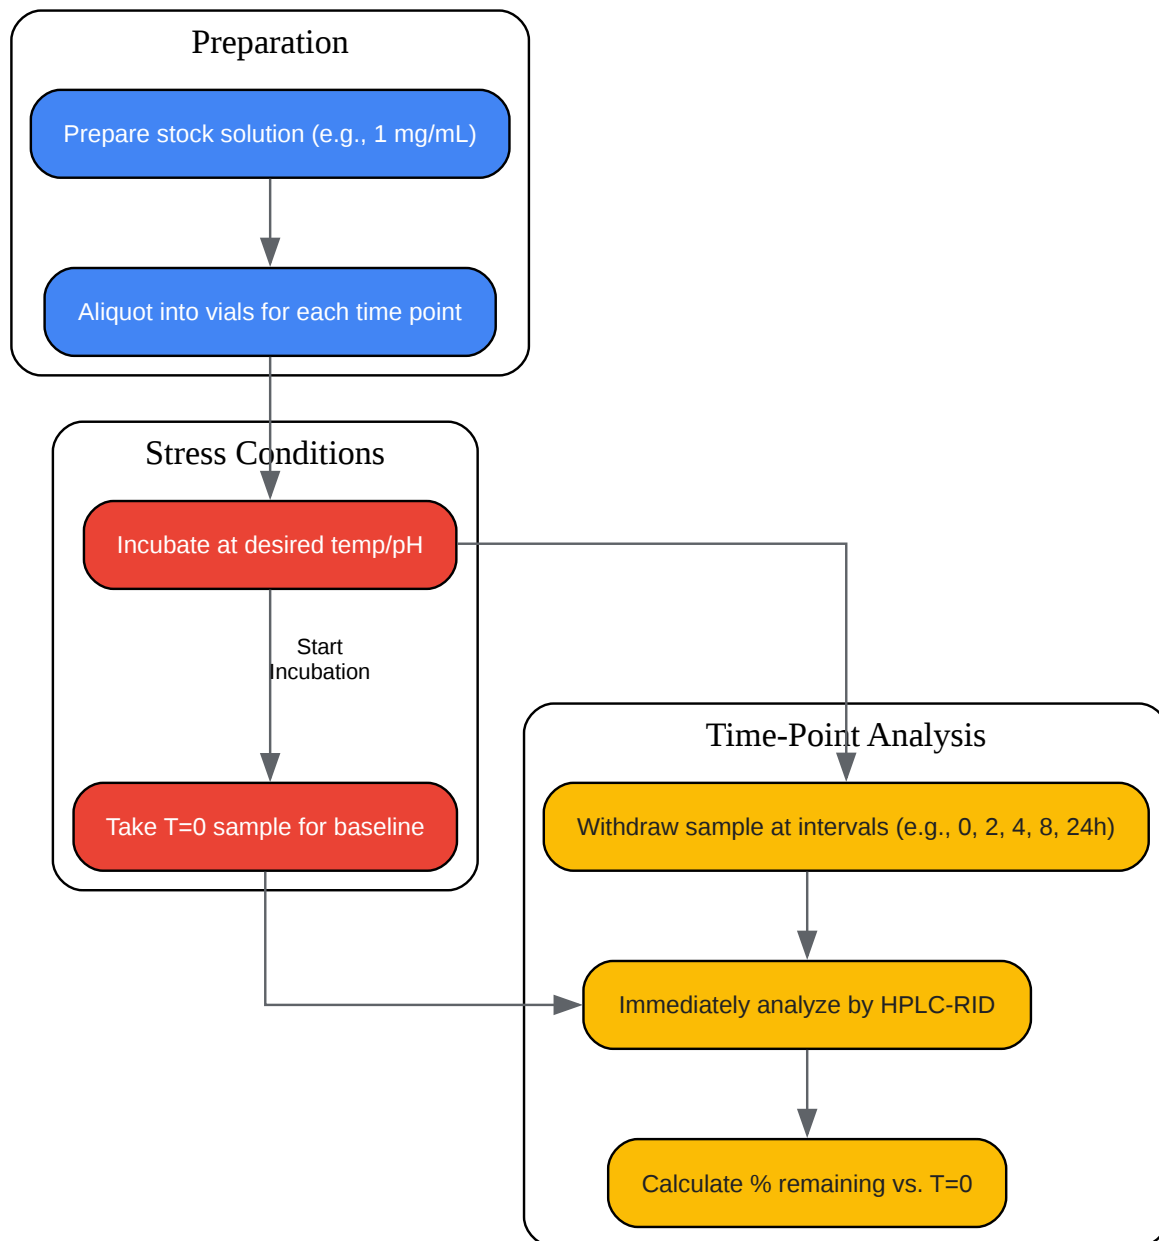 Preparation
Prepare stock solution (e.g., 1 mg/mL)
Aliquot into vials for each time point
Stress Conditions
Incubate at desired temp/pH
Start
Incubation
Take T=0 sample for baseline
Time-Point Analysis
Withdraw sample at intervals (e.g., 0, 2, 4, 8, 24h)
Immediately analyze by HPLC-RID
Calculate % remaining vs. T=0